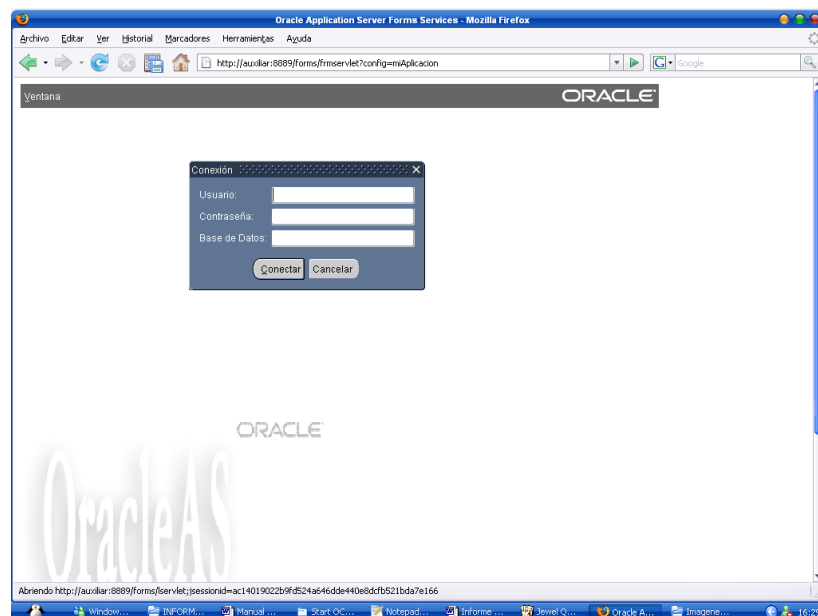 Oracle Application Server Forms Services - Mozilla Firefox
Archivo Editar Ver Historial Marcadores Herramientas Ayuda
http://auxiliar:8889/forms/frmservlet?config=miAplicacion
G Google
Ventana
ORACLE
Conexión
Usuario:
Contraseña:
Base de Datos:
Conectar Cancelar
ORACLE
OracleAS
Abriendo http://auxiliar:8889/forms/lservlet;jsessionid=ac14019022b9fd524a646dde440e8dcfb521bda7e166
Window... INFORM... Manual ... Start OC... Notepad... Informe ... Jewel Q... Oracle A... Imagene... 16:29